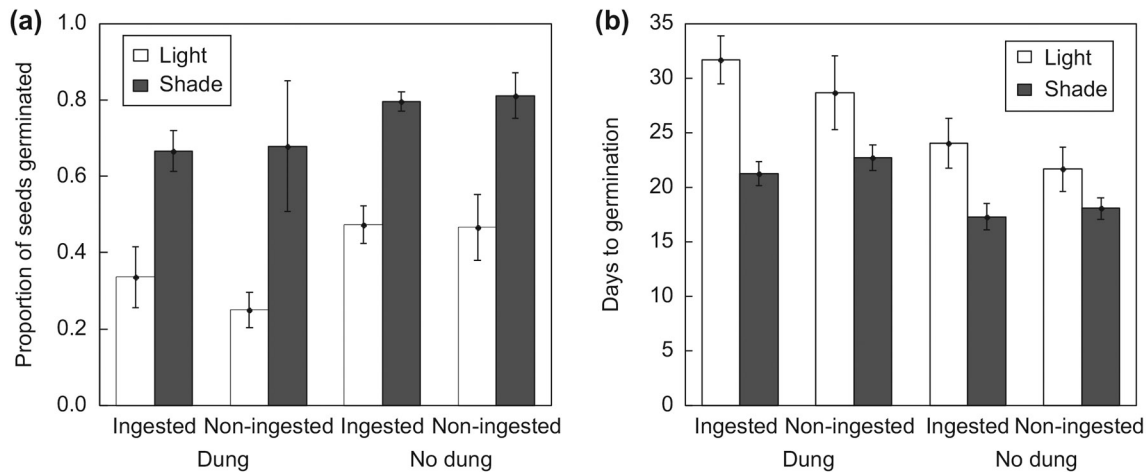 (a)
Proportion of seeds germinated
1.0
0.8
0.6
0.4
0.2
0.0
Light
Shade
Ingested Non-ingested Ingested Non-ingested
Dung No dung
(b)
Days to germination
35
30
25
20
15
10
5
0
Light
Shade
Ingested Non-ingested Ingested Non-ingested
Dung No dung